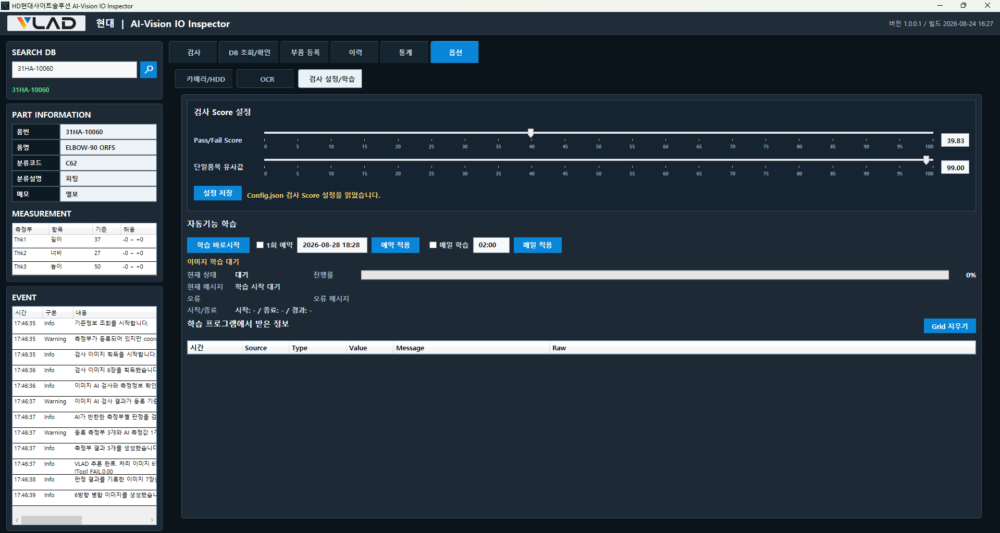 HD현대사이트솔루션 AI-Vision IO Inspector
VLAD 현대 | AI-Vision IO Inspector
버전 1.0.0.1 / 빌드 2026-08-24 16:27
SEARCH DB
31HA-10060
31HA-10060
PART INFORMATION
품번 31HA-10060
품명 ELBOW-90 ORFS
분류코드 C62
분류설명 피팅
메모 엘보
MEASUREMENT
측정부 항목 기준 허용
Thk1 길이 37 -0 ~ +0
Thk2 너비 27 -0 ~ +0
Thk3 높이 50 -0 ~ +0
EVENT
시간 구분 내용
17:46:35 Info 기준정보 조회를 시작합니다.
17:46:35 Warning 측정부가 등록되어 있지만 coor
17:46:35 Info 검사 이미지 획득을 시작합니다.
17:46:36 Info 검사 이미지 6장을 획득했습니다
17:46:36 Info 이미지 AI 검사와 측정정보 확인
17:46:37 Warning 이미지 AI 검사 결과가 등록 기준
17:46:37 Info AI가 반환한 측정부별 판정을 검
17:46:37 Warning 등록 측정부 3개와 AI 측정값 1개
17:46:37 Info 측정부 결과 3개를 생성했습니다
17:46:37 Info VLAD 추론 완료. 처리 이미지 6장
[Top] FAIL,0.00
17:46:38 Info 판정 결과를 기록한 이미지 7장을
17:46:39 Info 6방향 병합 이미지를 생성했습니
검사 DB 조회/확인 부품 등록 이력 통계 옵션
카메라/HDD OCR 검사 설정/학습
검사 Score 설정
Pass/Fail Score 39.83
0 5 10 15 20 25 30 35 40 45 50 55 60 65 70 75 80 85 90 95 100
단일품목 유사값 99.00
0 5 10 15 20 25 30 35 40 45 50 55 60 65 70 75 80 85 90 95 100
설정 저장 Config.json 검사 Score 설정을 읽었습니다.
자동기능 학습
학습 바로시작 1회 예약 2026-08-28 18:28 예약 적용 매일 학습 02:00 매일 적용
이미지 학습 대기
현재 상태 대기 진행률 0%
현재 메시지 학습 시작 대기
오류 오류 메시지
시작/종료 시작: - / 종료: - / 경과: -
학습 프로그램에서 받은 정보
Grid 지우기
시간 Source Type Value Message Raw